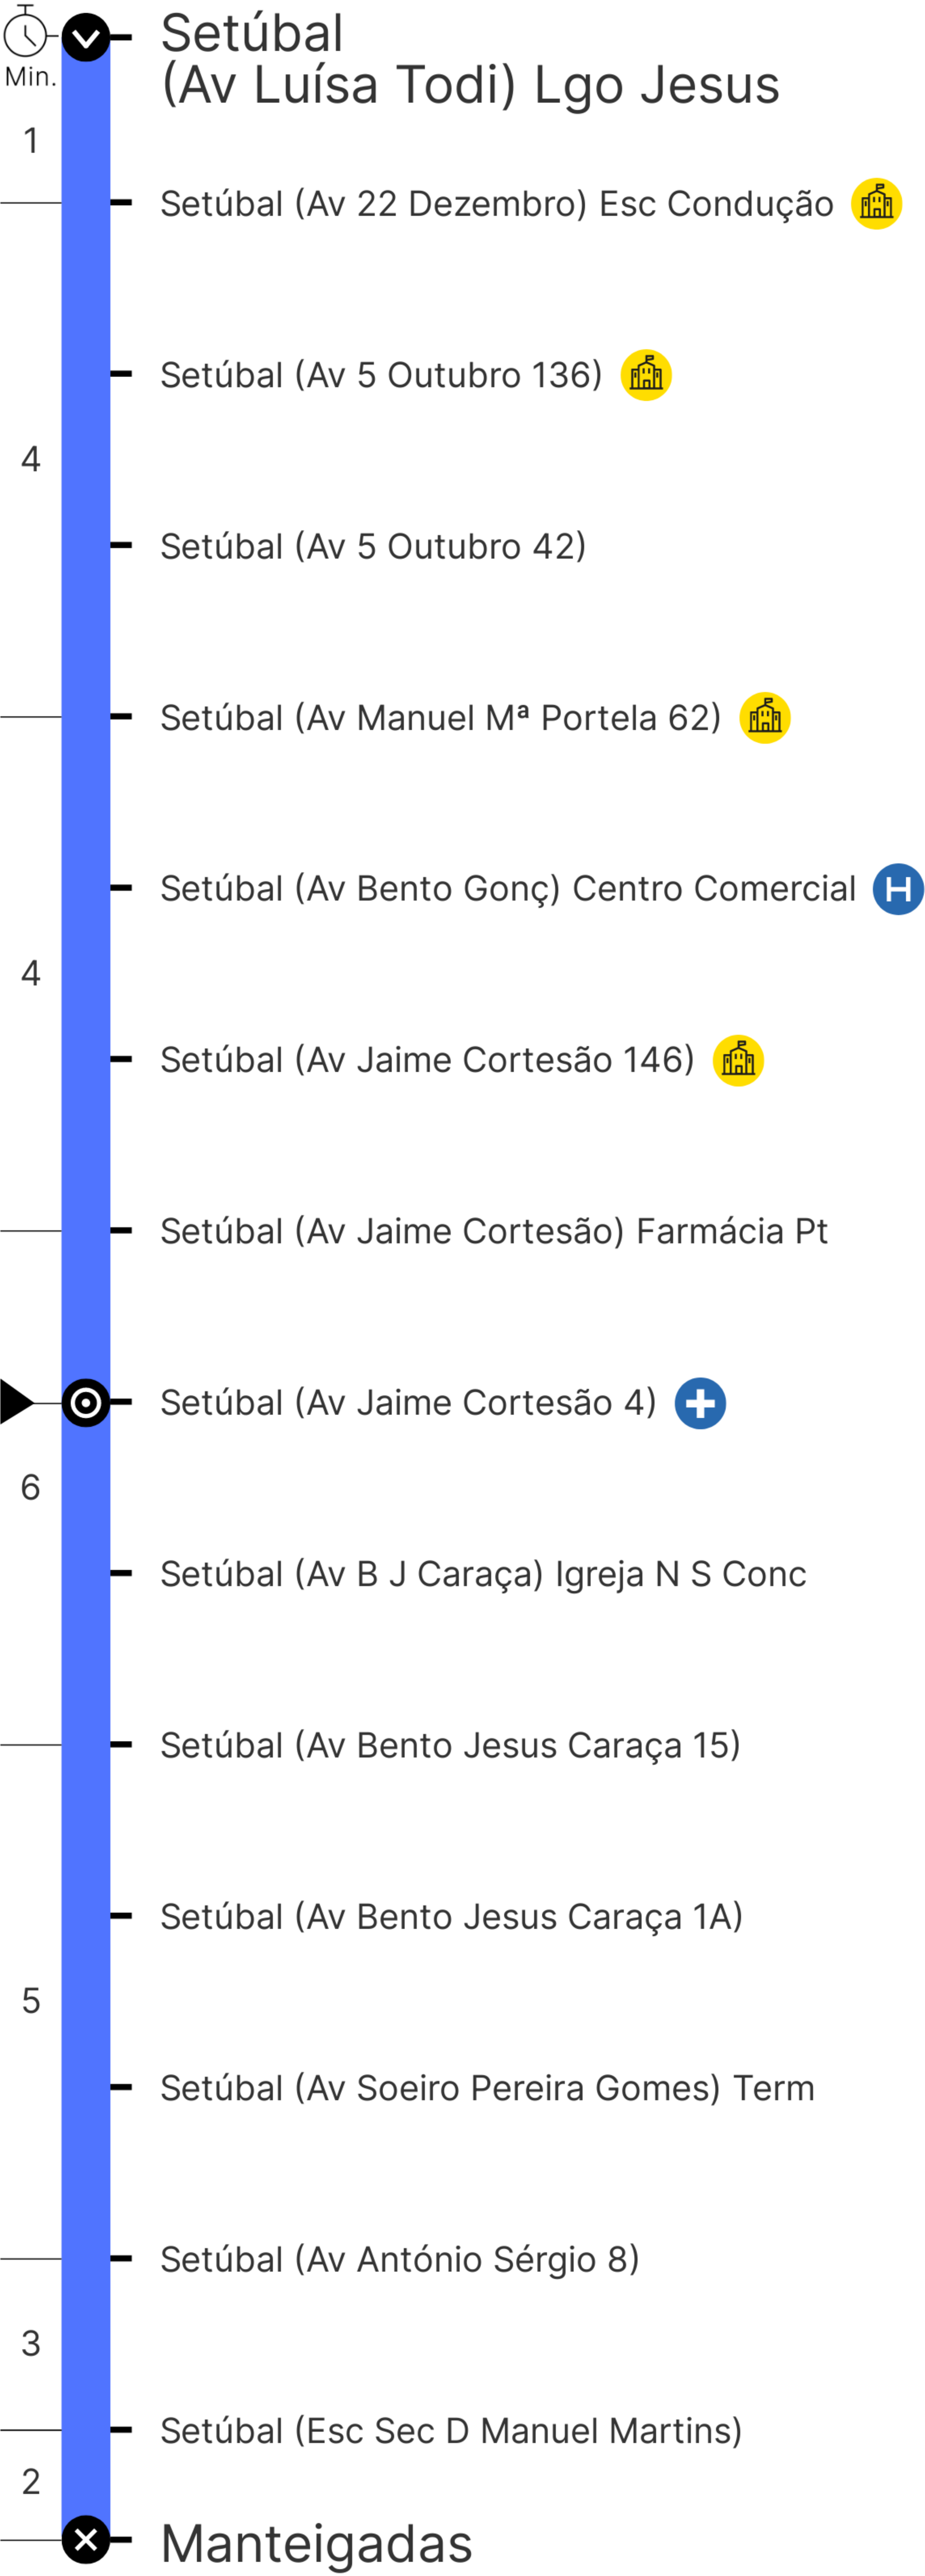 Min.
Setúbal
(Av Luísa Todi) Lgo Jesus
1
Setúbal (Av 22 Dezembro) Esc Condução
Setúbal (Av 5 Outubro 136)
4
Setúbal (Av 5 Outubro 42)
Setúbal (Av Manuel Mª Portela 62)
Setúbal (Av Bento Gonç) Centro Comercial H
4
Setúbal (Av Jaime Cortesão 146)
Setúbal (Av Jaime Cortesão) Farmácia Pt
Setúbal (Av Jaime Cortesão 4)
6
Setúbal (Av B J Caraça) Igreja N S Conc
Setúbal (Av Bento Jesus Caraça 15)
Setúbal (Av Bento Jesus Caraça 1A)
5
Setúbal (Av Soeiro Pereira Gomes) Term
Setúbal (Av António Sérgio 8)
3
Setúbal (Esc Sec D Manuel Martins)
2
Manteigadas